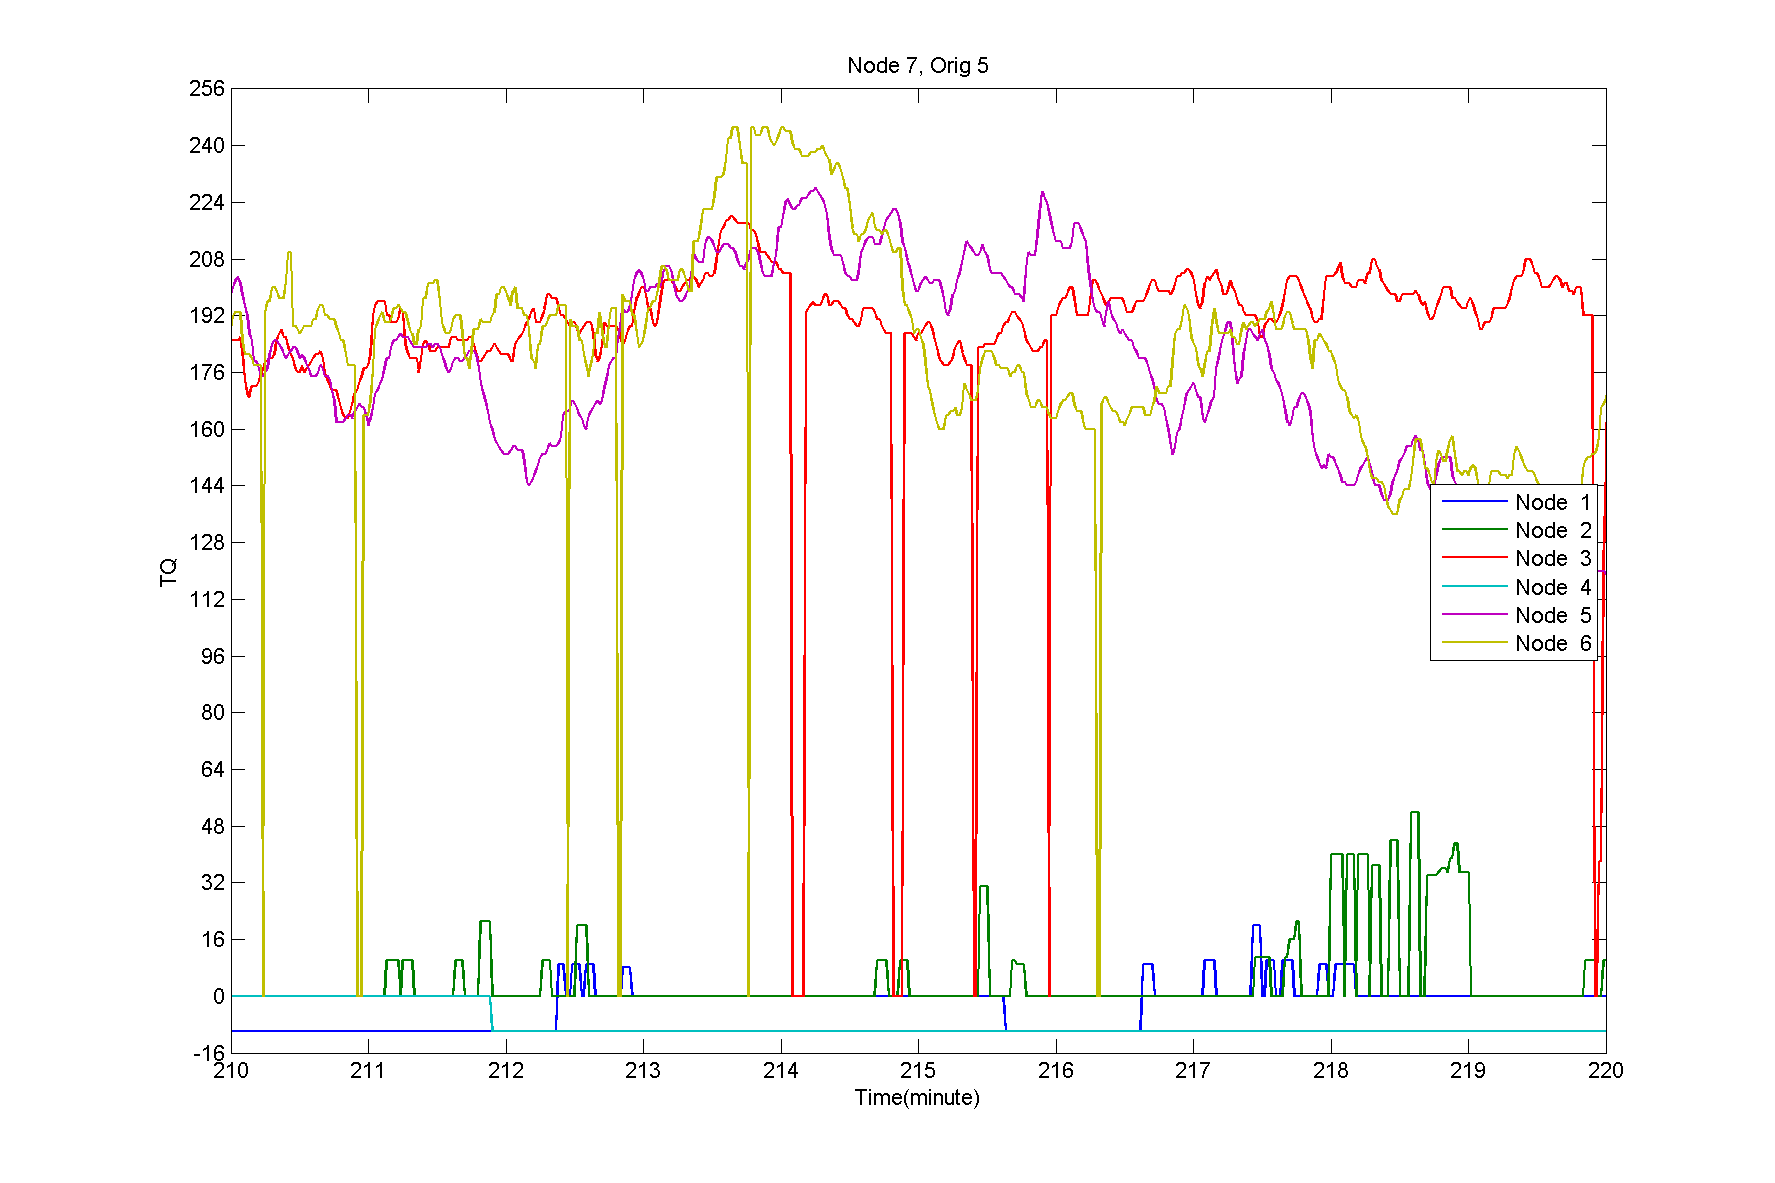 Node 7, Orig 5
256
240
224
208
192
176
160
144
128
112
96
80
64
48
32
16
0
-16
TQ
Node 1
Node 2
Node 3
Node 4
Node 5
Node 6
210 211 212 213 214 215 216 217 218 219 220
Time(minute)